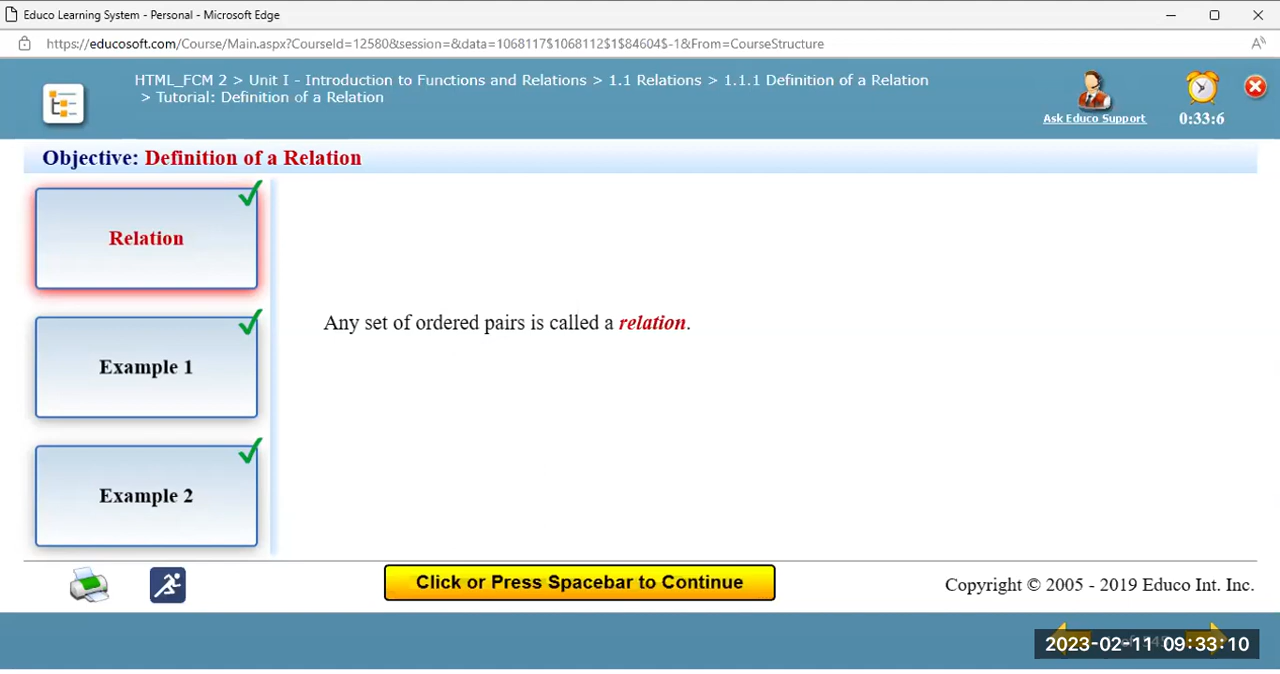 Educo Learning System - Personal - Microsoft Edge
https://educosoft.com/Course/Main.aspx?CourseId=12580&session=&data=1068117$1068112$1$84604$-1&From=CourseStructure
HTML_FCM 2 > Unit I - Introduction to Functions and Relations > 1.1 Relations > 1.1.1 Definition of a Relation
> Tutorial: Definition of a Relation
Ask Educo Support
0:33:6
Objective: Definition of a Relation
Relation
Any set of ordered pairs is called a relation.
Example 1
Example 2
Click or Press Spacebar to Continue
Copyright © 2005 - 2019 Educo Int. Inc.
2023-02-11 09:33:10